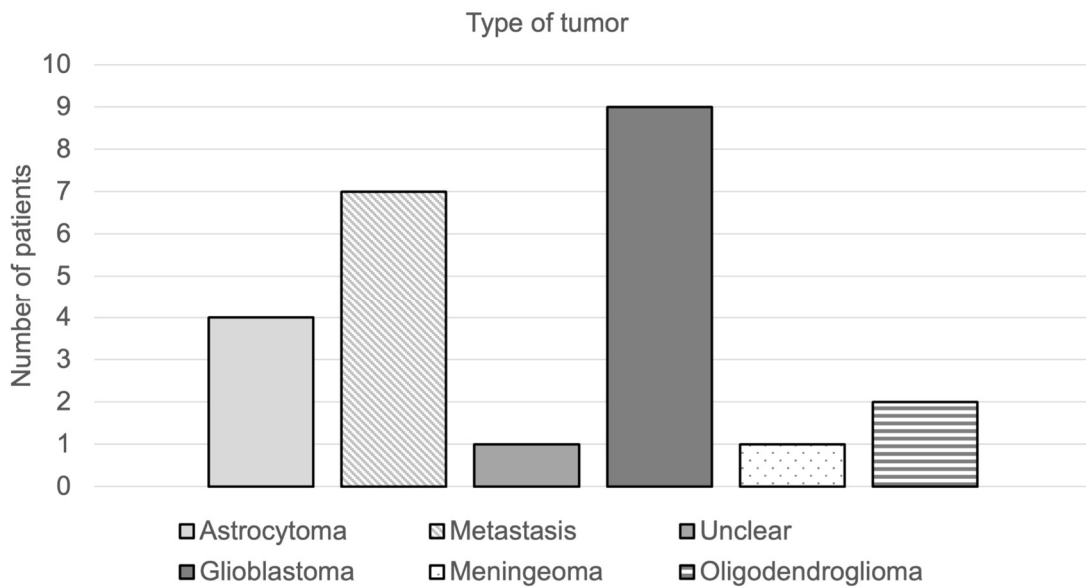 Type of tumor
Number of patients
10
9
8
7
6
5
4
3
2
1
0
Astrocytoma Metastasis Unclear
Glioblastoma Meningeoma Oligodendroglioma